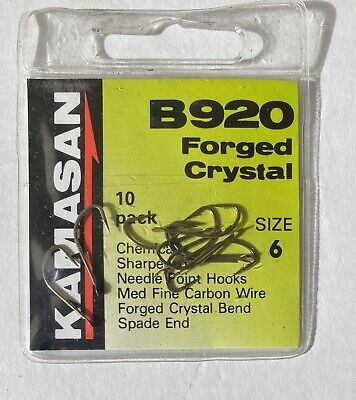 KAMASAN
B920
Forged
Crystal
10
pack
SIZE
6
Needle Point Hooks
Med Fine Carbon Wire
Forged Crystal Bend
Spade End